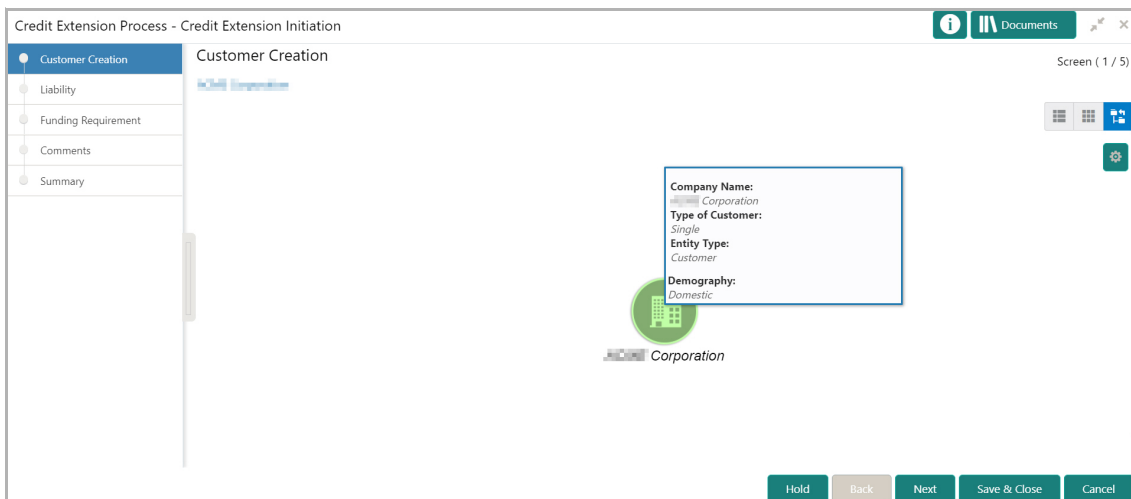 Credit Extension Process - Credit Extension Initiation
Documents
Customer Creation
Liability
Funding Requirement
Comments
Summary
Customer Creation
Screen ( 1 / 5)
Corporation
Company Name:
Corporation
Type of Customer:
Single
Entity Type:
Customer
Demography:
Domestic
Corporation
Hold
Back
Next
Save & Close
Cancel